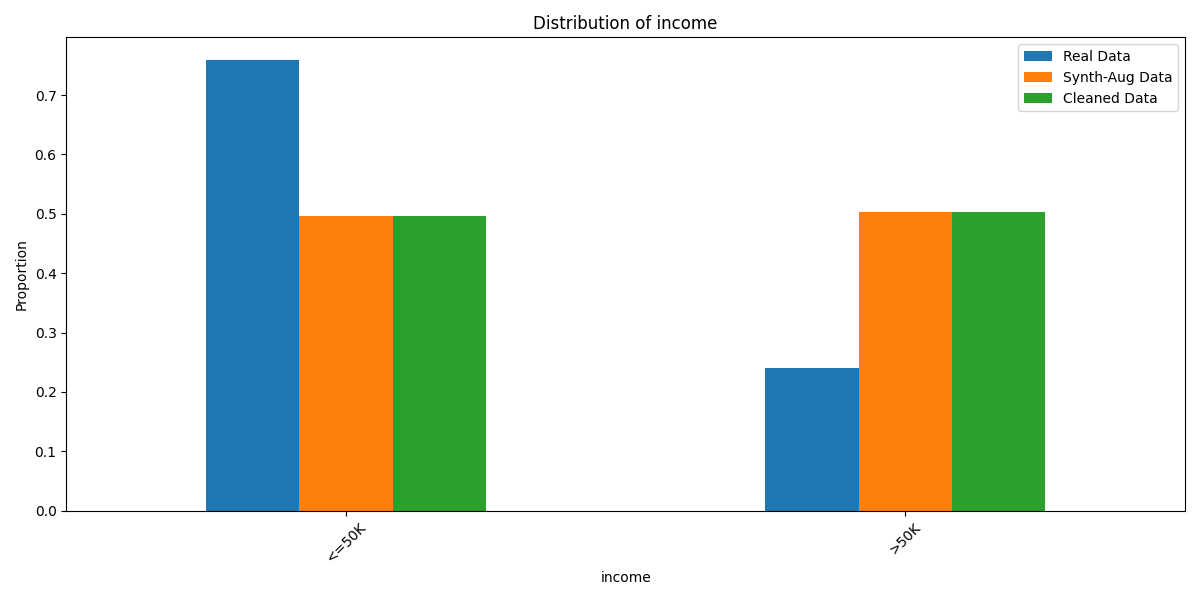 Distribution of income
Real Data
Synth-Aug Data
Cleaned Data
Proportion
0.7
0.6
0.5
0.4
0.3
0.2
0.1
0.0
<=50K
>50K
income